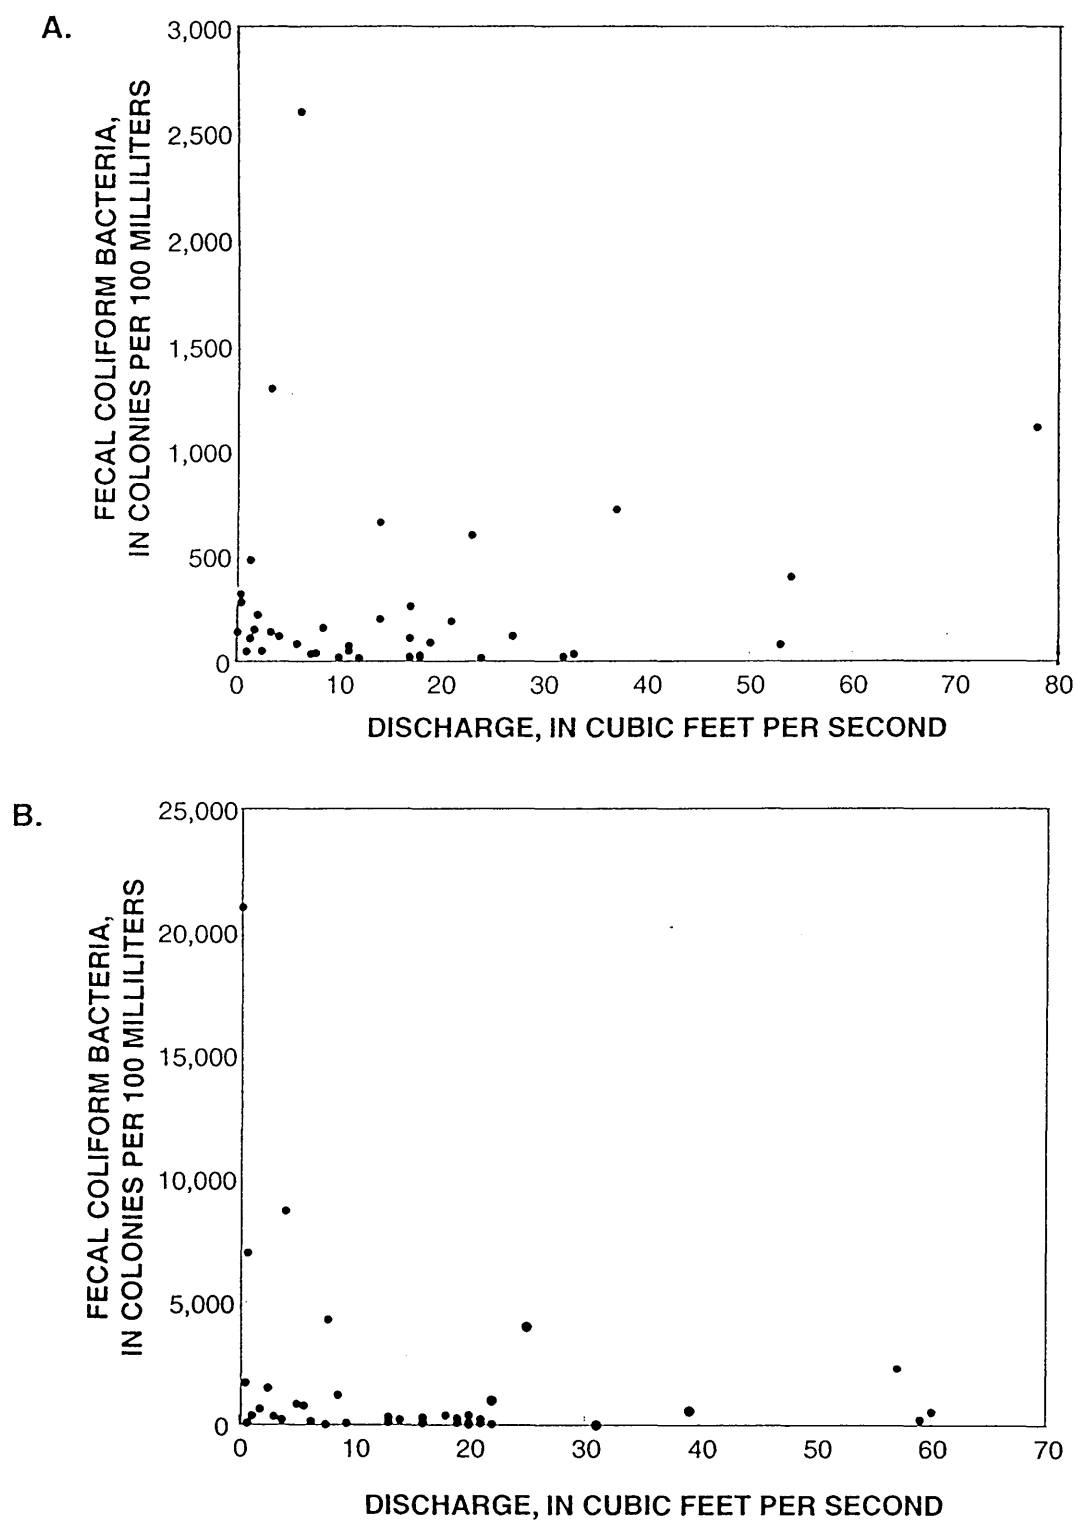 A.
3,000
2,500
2,000
1,500
1,000
500
0
FECAL COLIFORM BACTERIA,
IN COLONIES PER 100 MILLILITERS
0 10 20 30 40 50 60 70 80
DISCHARGE, IN CUBIC FEET PER SECOND
B.
25,000
20,000
15,000
10,000
5,000
0
FECAL COLIFORM BACTERIA,
IN COLONIES PER 100 MILLILITERS
0 10 20 30 40 50 60 70
DISCHARGE, IN CUBIC FEET PER SECOND